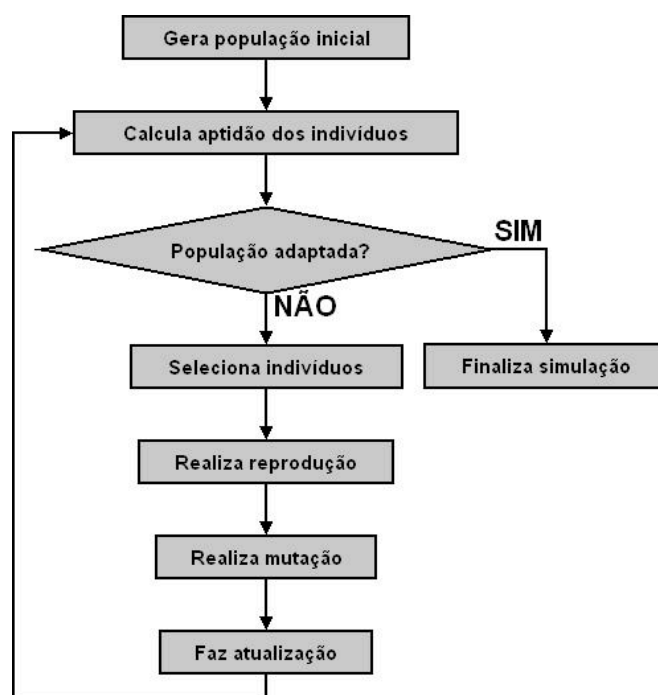 Gera população inicial
Calcula aptidão dos indivíduos
População adaptada?
SIM
NÃO
Seleciona indivíduos
Finaliza simulação
Realiza reprodução
Realiza mutação
Faz atualização